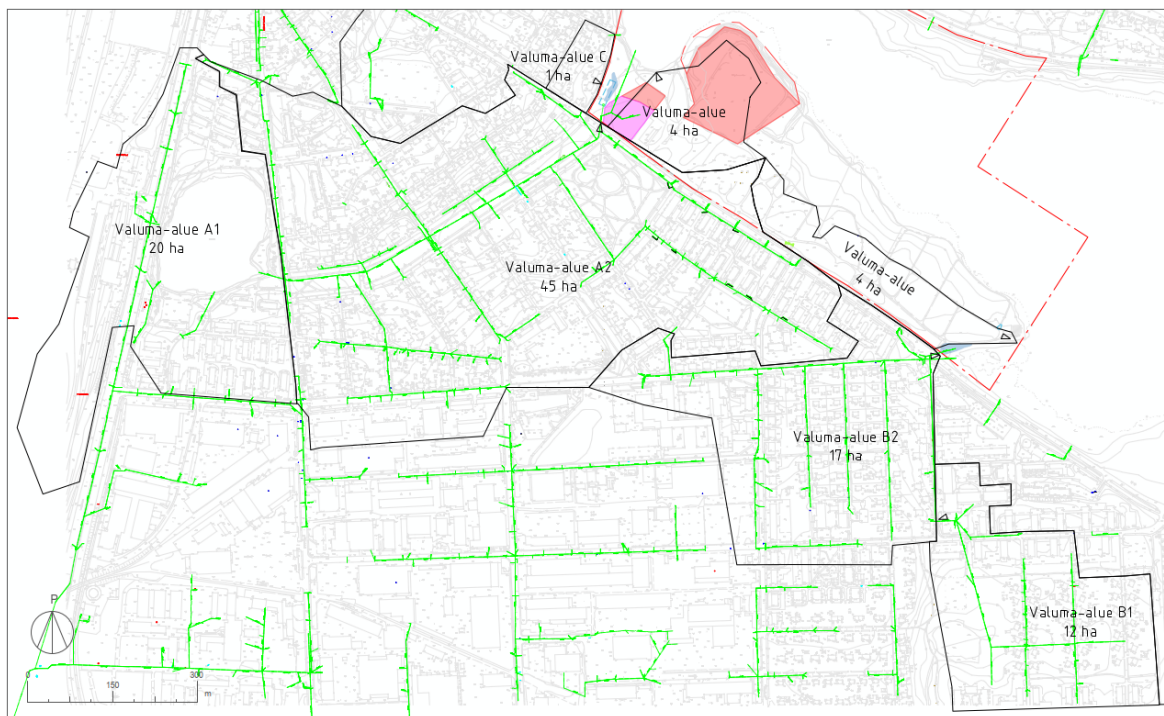 Valuma-alue C
1 ha
Valuma-alue
4 ha
Valuma-alue A1
20 ha
Valuma-alue A2
45 ha
Valuma-alue
4 ha
Valuma-alue B2
17 ha
Valuma-alue B1
12 ha
P
0 150 300
m